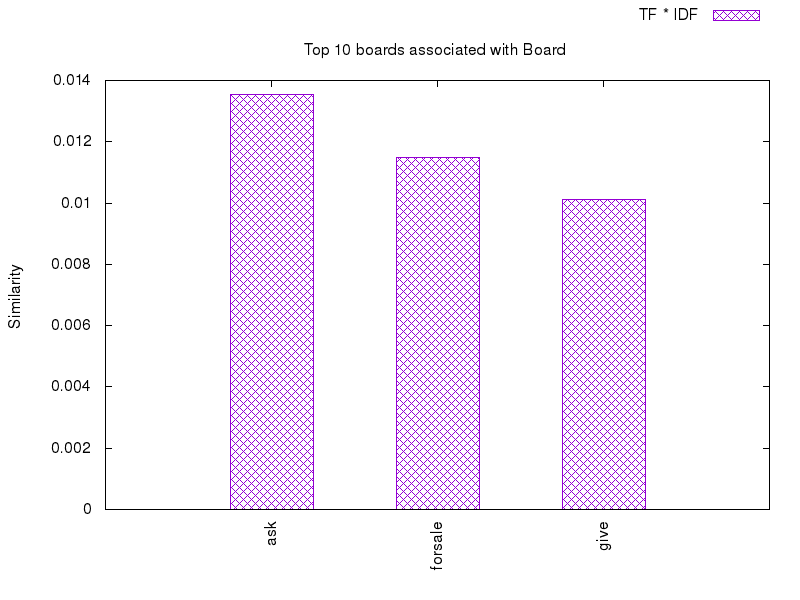 TF * IDF
Top 10 boards associated with Board
0.014
0.012
0.01
0.008
0.006
0.004
0.002
0
Similarity
ask
forsale
give